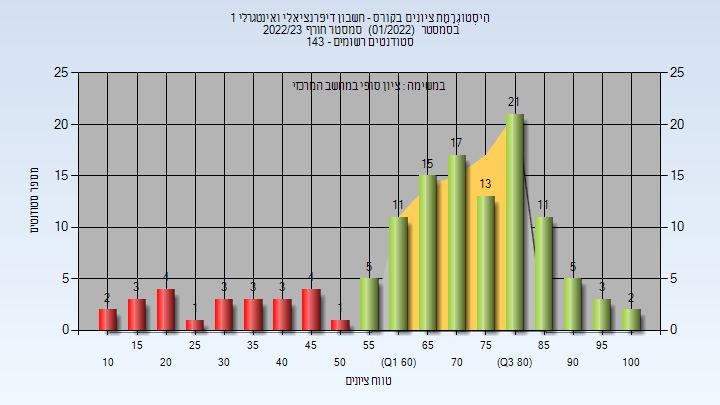 היסטוגרמת ציונים בקורס - חשבון דיפרנציאלי ואינטגרלי 1
בסמסטר (01/2022) סמסטר חורף 2022/23
סטודנטים רשומים - 143
במשימה : ציון סופי במחשב המרכזי
25 25
20 20
15 15
10 10
5 5
0 0
מספר סטודנטים
2 3 4 1 3 3 3 4 1 5 11 15 17 13 21 11 5 3 2
15 25 35 45 55 65 75 85 95
10 20 30 40 50 (Q1 60) 70 (Q3 80) 90 100
טווח ציונים